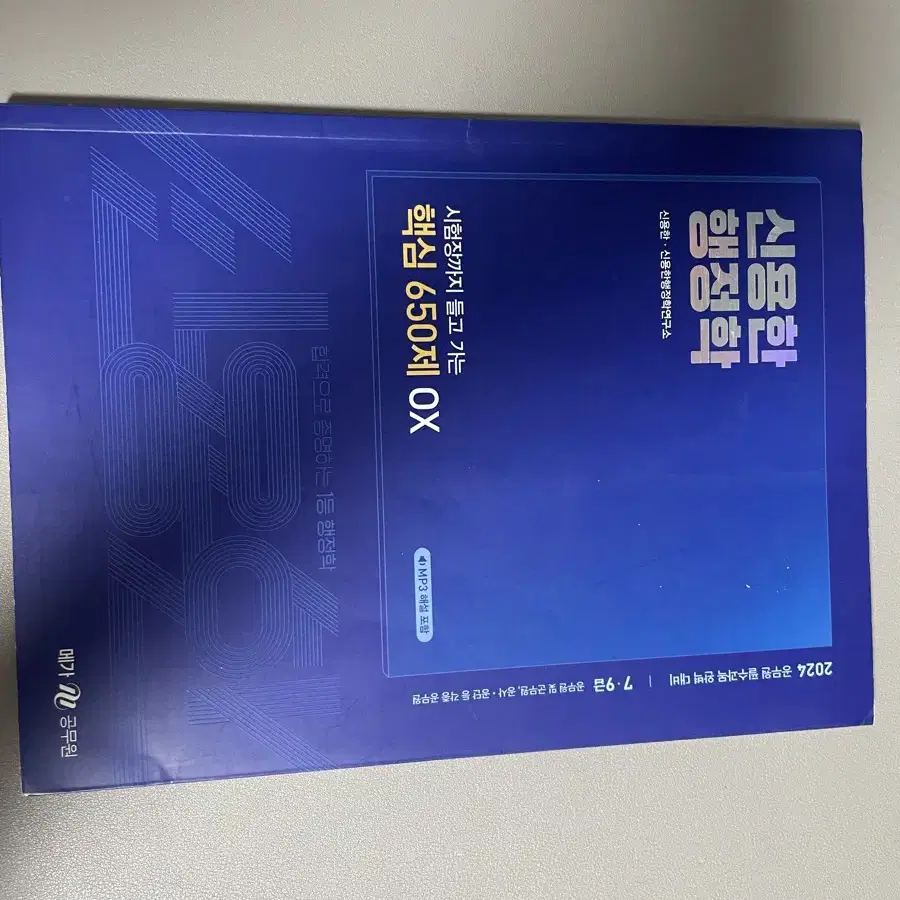 신용한
행정학
신용한 · 신용한행정학연구소
시험장까지 들고 가는
핵심 650제 OX
MP3 해설 포함
2024 공무원 필수과목 완벽 대비
7 · 9급 공무원 및 군무원, 공사 · 공단 등 각종 공무원
합격으로 증명하는 1등 행정학
메가 공무원